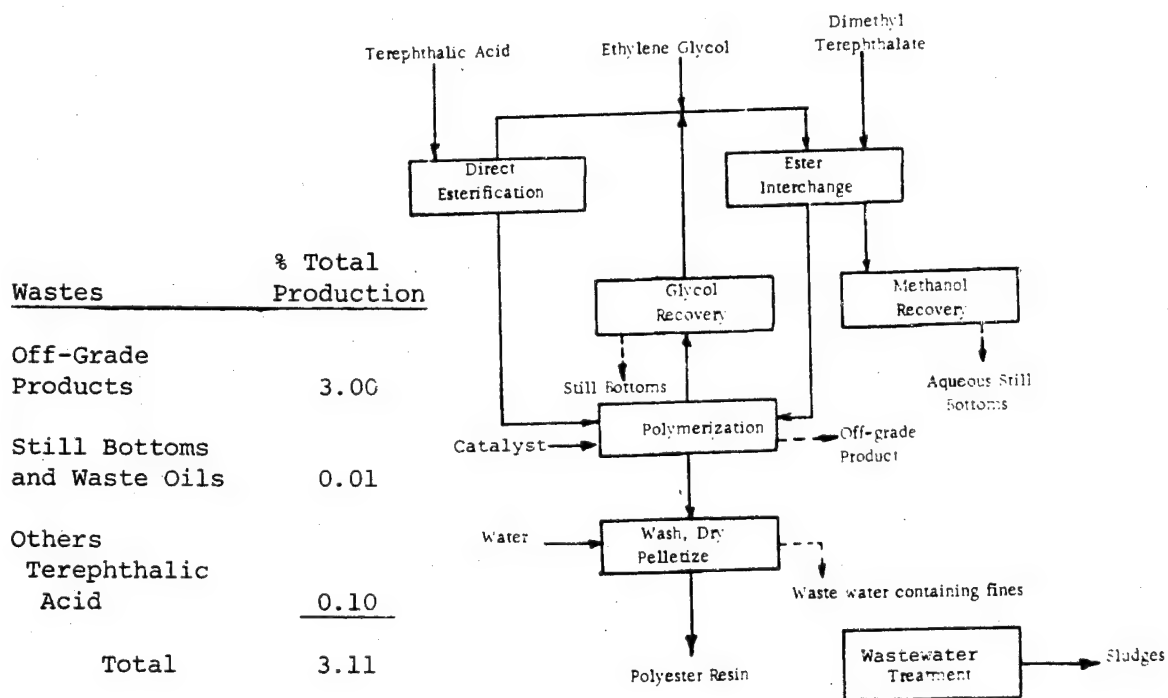 Terephthalic Acid
Ethylene Glycol
Dimethyl
Terephthalate
Direct
Esterification
Ester
Interchange
Glycol
Recovery
Methanol
Recovery
Still Bottoms
Aqueous Still
Bottoms
Polymerization
Catalyst
Off-grade
Product
Water
Wash, Dry
Pelletize
Waste water containing fines
Polyester Resin
Wastewater
Treatment
Sludges
% Total
Wastes Production
Off-Grade
Products 3.00
Still Bottoms
and Waste Oils 0.01
Others
Terephthalic
Acid 0.10
Total 3.11